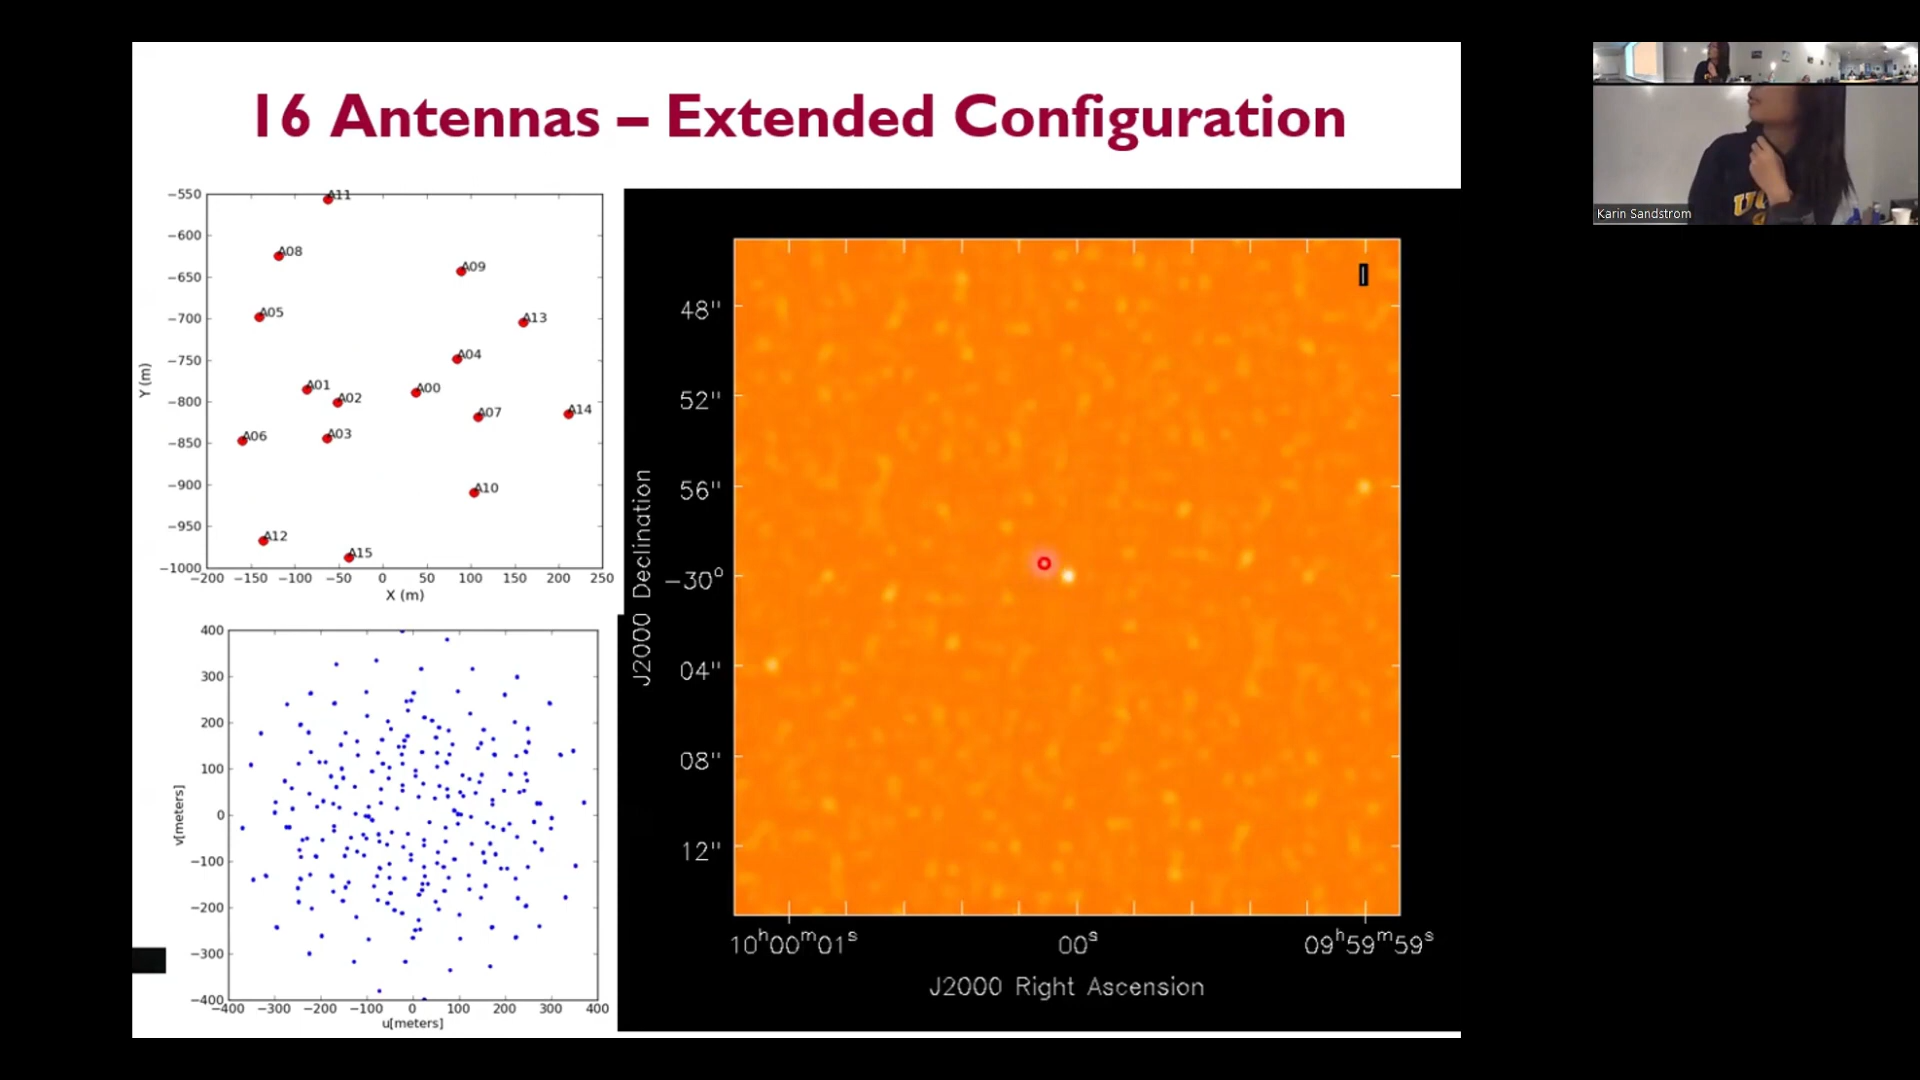 16 Antennas – Extended Configuration
Karin Sandstrom
−550
−600
−650
−700
−750
−800
−850
−900
−950
−1000
Y (m)
A11
A08
A09
A05
A13
A04
A01
A02
A00
A07
A14
A06
A03
A10
A12
A15
−200 −150 −100 −50 0 50 100 150 200 250
X (m)
400
300
200
100
0
−100
−200
−300
−400
v[meters]
−400 −300 −200 −100 0 100 200 300 400
u[meters]
I
48"
52"
56"
−30°
04"
08"
12"
J2000 Declination
10h00m01s 00s 09h59m59s
J2000 Right Ascension